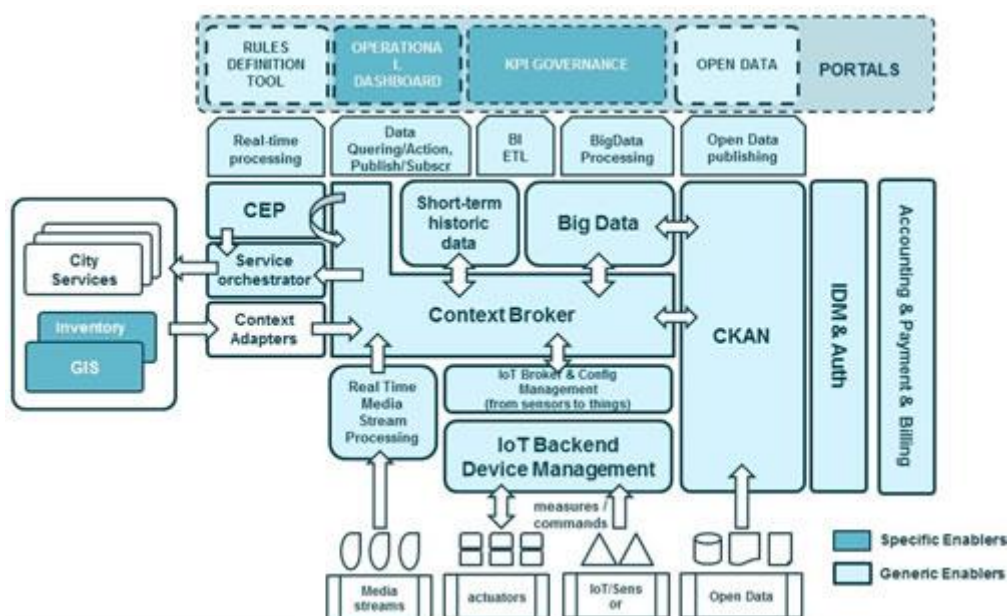 RULES
DEFINITION
TOOL
OPERATIONA
L
DASHBOARD
KPI GOVERNANCE
OPEN DATA
PORTALS
Real-time
processing
Data
Quering/Action,
Publish/Subscr
BI
ETL
BigData
Processing
Open Data
publishing
CEP
Short-term
historic
data
Big Data
City
Services
Service
orchestrator
Context Broker
CKAN
IDM & Auth
Accounting & Payment & Billing
Inventory
GIS
Context
Adapters
Real Time
Media
Stream
Processing
IoT Broker & Config
Management
(from sensors to things)
IoT Backend
Device Management
measures /
commands
Specific Enablers
Generic Enablers
Media
streams
actuators
IoT/Sens
or
Open Data